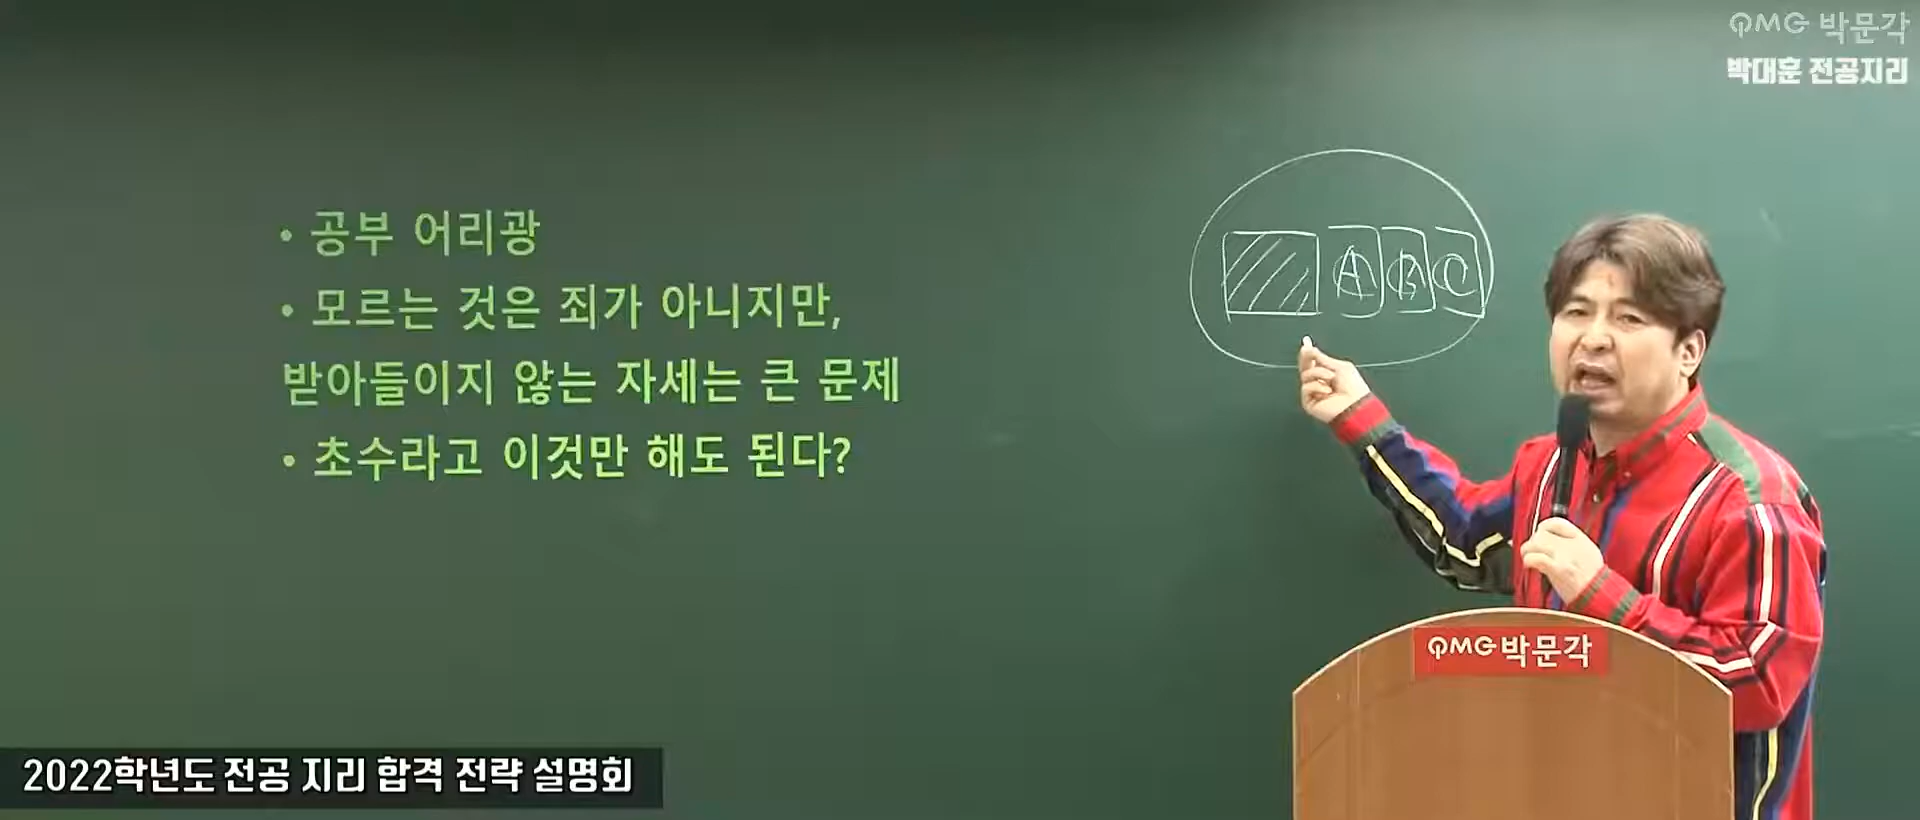 PMG 박문각
박대훈 전공지리
• 공부 어리광
• 모르는 것은 죄가 아니지만,
받아들이지 않는 자세는 큰 문제
• 초수라고 이것만 해도 된다?
A B C
PMG 박문각
2022학년도 전공 지리 합격 전략 설명회